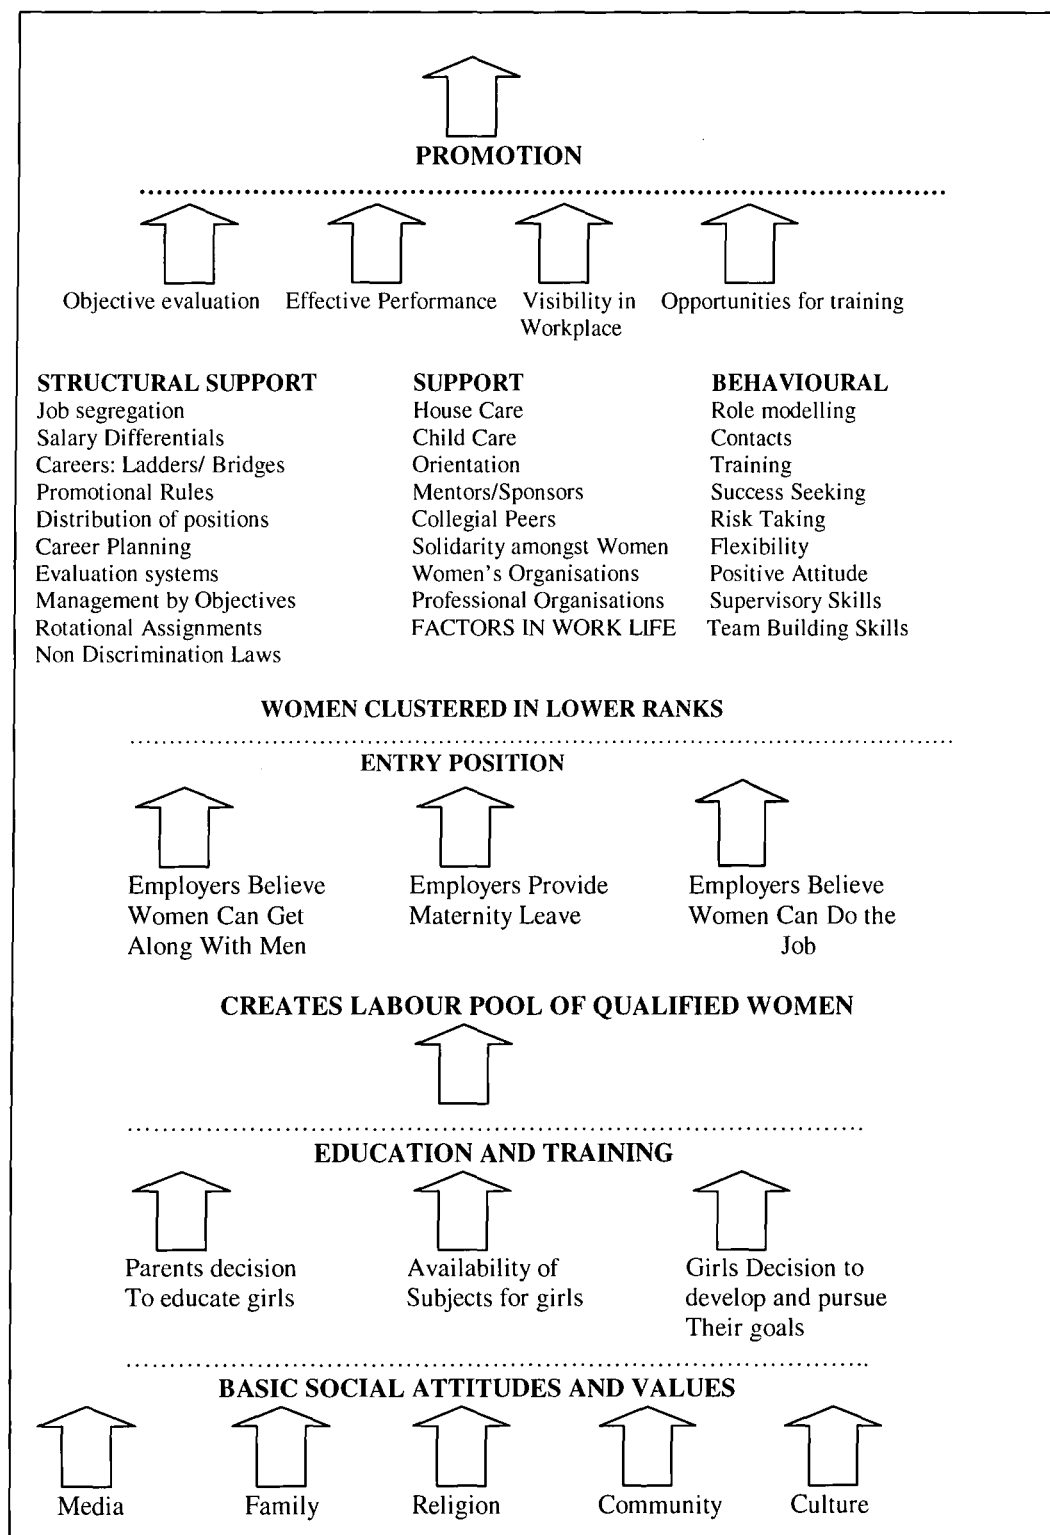 PROMOTION
Objective evaluation Effective Performance Visibility in Workplace Opportunities for training
STRUCTURAL SUPPORT
Job segregation
Salary Differentials
Careers: Ladders/ Bridges
Promotional Rules
Distribution of positions
Career Planning
Evaluation systems
Management by Objectives
Rotational Assignments
Non Discrimination Laws
SUPPORT
House Care
Child Care
Orientation
Mentors/Sponsors
Collegial Peers
Solidarity amongst Women
Women's Organisations
Professional Organisations
FACTORS IN WORK LIFE
BEHAVIOURAL
Role modelling
Contacts
Training
Success Seeking
Risk Taking
Flexibility
Positive Attitude
Supervisory Skills
Team Building Skills
WOMEN CLUSTERED IN LOWER RANKS
ENTRY POSITION
Employers Believe
Women Can Get
Along With Men
Employers Provide
Maternity Leave
Employers Believe
Women Can Do the
Job
CREATES LABOUR POOL OF QUALIFIED WOMEN
EDUCATION AND TRAINING
Parents decision
To educate girls
Availability of
Subjects for girls
Girls Decision to
develop and pursue
Their goals
BASIC SOCIAL ATTITUDES AND VALUES
Media Family Religion Community Culture